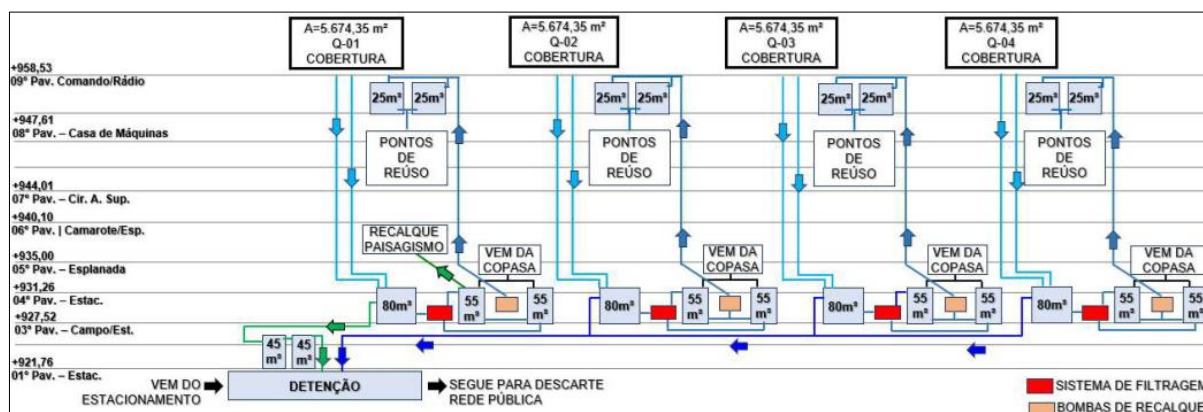 A=5.674,35 m²
Q-01
COBERTURA
A=5.674,35 m²
Q-02
COBERTURA
A=5.674,35 m²
Q-03
COBERTURA
A=5.674,35 m²
Q-04
COBERTURA
+958,53
09º Pav. Comando/Rádio
25m³ 25m³
25m³ 25m³
25m³ 25m³
25m³ 25m³
+947,61
08º Pav. – Casa de Máquinas
PONTOS
DE
REÚSO
PONTOS
DE
REÚSO
PONTOS
DE
REÚSO
PONTOS
DE
REÚSO
+944,01
07º Pav. – Cir. A. Sup.
+940,10
06º Pav. | Camarote/Esp.
RECALQUE
PAISAGISMO
VEM DA
COPASA
VEM DA
COPASA
VEM DA
COPASA
VEM DA
COPASA
+935,00
05º Pav. – Esplanada
+931,26
04º Pav. – Estac.
80m³
55
m³
55
m³
80m³
55
m³
55
m³
80m³
55
m³
55
m³
80m³
55
m³
55
m³
+927,52
03º Pav. – Campo/Est.
45
m³
45
m³
+921,76
01º Pav. – Estac.
VEM DO
ESTACIONAMENTO
DETENÇÃO
SEGUE PARA DESCARTE
REDE PÚBLICA
SISTEMA DE FILTRAGEM
BOMBAS DE RECALQUE